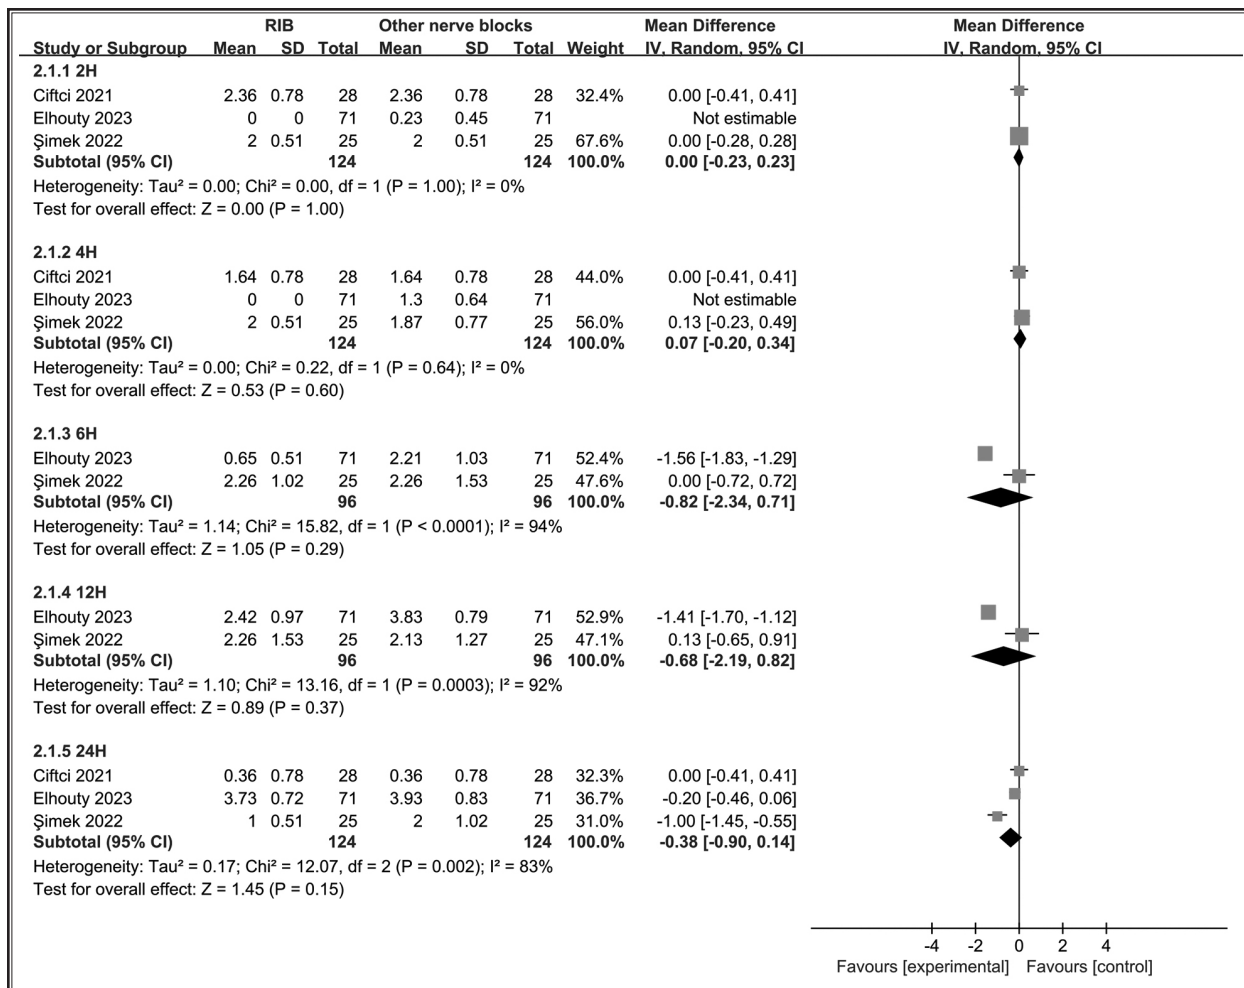 RIB Other nerve blocks Mean Difference Mean Difference
Study or Subgroup Mean SD Total Mean SD Total Weight IV, Random, 95% CI IV, Random, 95% CI
2.1.1 2H
Ciftci 2021 2.36 0.78 28 2.36 0.78 28 32.4% 0.00 [-0.41, 0.41]
Elhouty 2023 0 0 71 0.23 0.45 71 Not estimable
Şimek 2022 2 0.51 25 2 0.51 25 67.6% 0.00 [-0.28, 0.28]
Subtotal (95% CI) 124 124 100.0% 0.00 [-0.23, 0.23]
Heterogeneity: Tau² = 0.00; Chi² = 0.00, df = 1 (P = 1.00); I² = 0%
Test for overall effect: Z = 0.00 (P = 1.00)
2.1.2 4H
Ciftci 2021 1.64 0.78 28 1.64 0.78 28 44.0% 0.00 [-0.41, 0.41]
Elhouty 2023 0 0 71 1.3 0.64 71 Not estimable
Şimek 2022 2 0.51 25 1.87 0.77 25 56.0% 0.13 [-0.23, 0.49]
Subtotal (95% CI) 124 124 100.0% 0.07 [-0.20, 0.34]
Heterogeneity: Tau² = 0.00; Chi² = 0.22, df = 1 (P = 0.64); I² = 0%
Test for overall effect: Z = 0.53 (P = 0.60)
2.1.3 6H
Elhouty 2023 0.65 0.51 71 2.21 1.03 71 52.4% -1.56 [-1.83, -1.29]
Şimek 2022 2.26 1.02 25 2.26 1.53 25 47.6% 0.00 [-0.72, 0.72]
Subtotal (95% CI) 96 96 100.0% -0.82 [-2.34, 0.71]
Heterogeneity: Tau² = 1.14; Chi² = 15.82, df = 1 (P < 0.0001); I² = 94%
Test for overall effect: Z = 1.05 (P = 0.29)
2.1.4 12H
Elhouty 2023 2.42 0.97 71 3.83 0.79 71 52.9% -1.41 [-1.70, -1.12]
Şimek 2022 2.26 1.53 25 2.13 1.27 25 47.1% 0.13 [-0.65, 0.91]
Subtotal (95% CI) 96 96 100.0% -0.68 [-2.19, 0.82]
Heterogeneity: Tau² = 1.10; Chi² = 13.16, df = 1 (P = 0.0003); I² = 92%
Test for overall effect: Z = 0.89 (P = 0.37)
2.1.5 24H
Ciftci 2021 0.36 0.78 28 0.36 0.78 28 32.3% 0.00 [-0.41, 0.41]
Elhouty 2023 3.73 0.72 71 3.93 0.83 71 36.7% -0.20 [-0.46, 0.06]
Şimek 2022 1 0.51 25 2 1.02 25 31.0% -1.00 [-1.45, -0.55]
Subtotal (95% CI) 124 124 100.0% -0.38 [-0.90, 0.14]
Heterogeneity: Tau² = 0.17; Chi² = 12.07, df = 2 (P = 0.002); I² = 83%
Test for overall effect: Z = 1.45 (P = 0.15)
-4 -2 0 2 4
Favours [experimental] Favours [control]